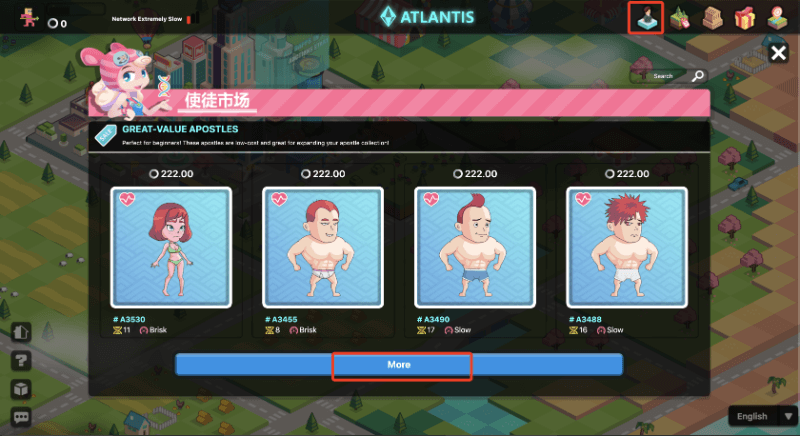 0
Network Extremely Slow
ATLANTIS
Search
使徒市场
SALE
GREAT-VALUE APOSTLES
Perfect for beginners! These apostles are low-cost and great for expanding your apostle collection!
222.00
222.00
222.00
222.00
# A3530
11 Brisk
# A3455
8 Brisk
# A3490
17 Slow
# A3488
16 Slow
More
English